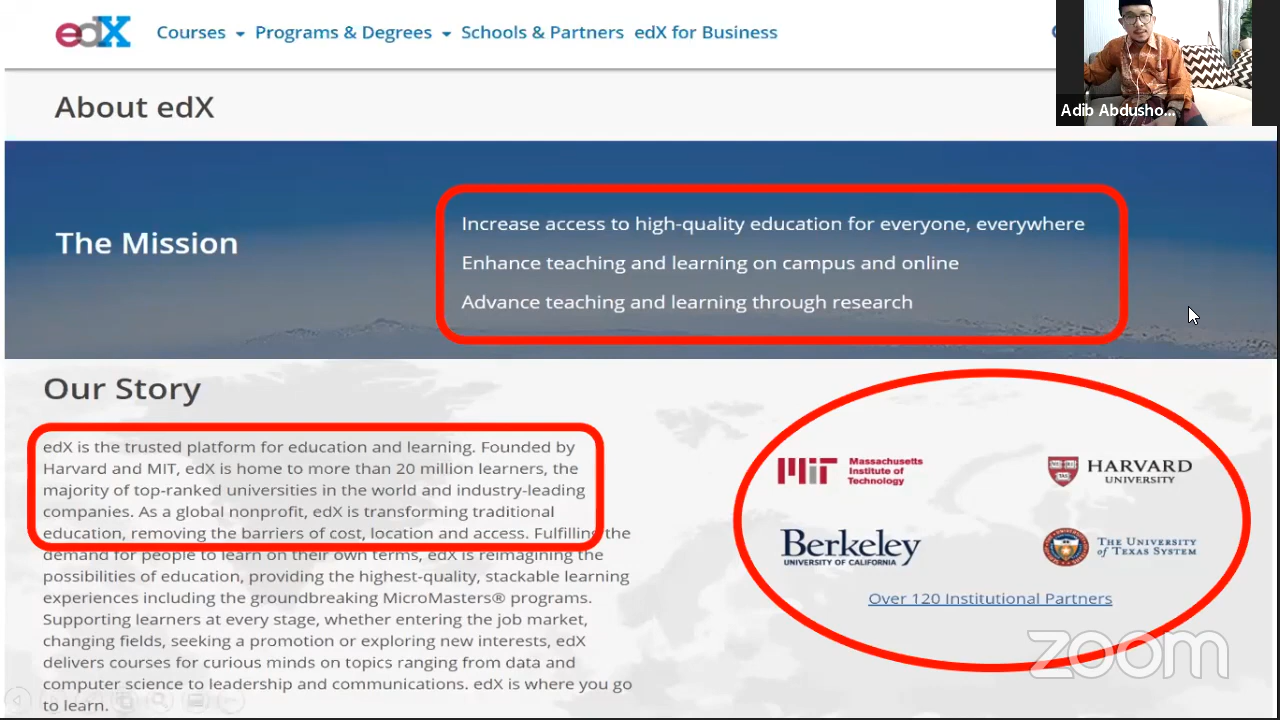 edX
Courses
Programs & Degrees
Schools & Partners
edX for Business
Adib Abdusho...
About edX
The Mission
Increase access to high-quality education for everyone, everywhere
Enhance teaching and learning on campus and online
Advance teaching and learning through research
Our Story
edX is the trusted platform for education and learning. Founded by
Harvard and MIT, edX is home to more than 20 million learners, the
majority of top-ranked universities in the world and industry-leading
companies. As a global nonprofit, edX is transforming traditional
education, removing the barriers of cost, location and access. Fulfilling the
demand for people to learn on their own terms, edX is reimagining the
possibilities of education, providing the highest-quality, stackable learning
experiences including the groundbreaking MicroMasters® programs.
Supporting learners at every stage, whether entering the job market,
changing fields, seeking a promotion or exploring new interests, edX
delivers courses for curious minds on topics ranging from data and
computer science to leadership and communications. edX is where you go
to learn.
MIT
Massachusetts
Institute of
Technology
HARVARD
UNIVERSITY
Berkeley
UNIVERSITY OF CALIFORNIA
THE UNIVERSITY
of TEXAS SYSTEM
Over 120 Institutional Partners
zoom